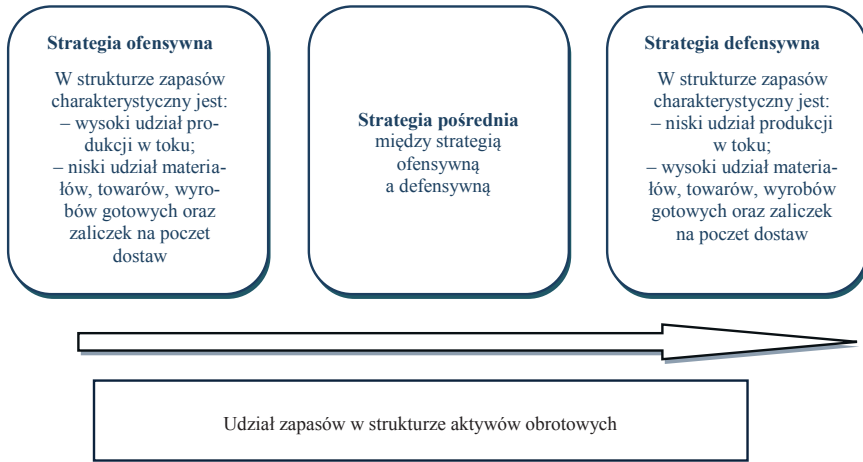 Strategia ofensywna
W strukturze zapasów
charakterystyczny jest:
– wysoki udział pro-
dukcji w toku;
– niski udział materia-
łów, towarów, wyro-
bów gotowych oraz
zaliczek na poczet
dostaw
Strategia pośrednia
między strategią
ofensywną
a defensywną
Strategia defensywna
W strukturze zapasów
charakterystyczny jest:
– niski udział produkcji
w toku;
– wysoki udział materia-
łów, towarów, wyrobów
gotowych oraz zaliczek
na poczet dostaw
Udział zapasów w strukturze aktywów obrotowych